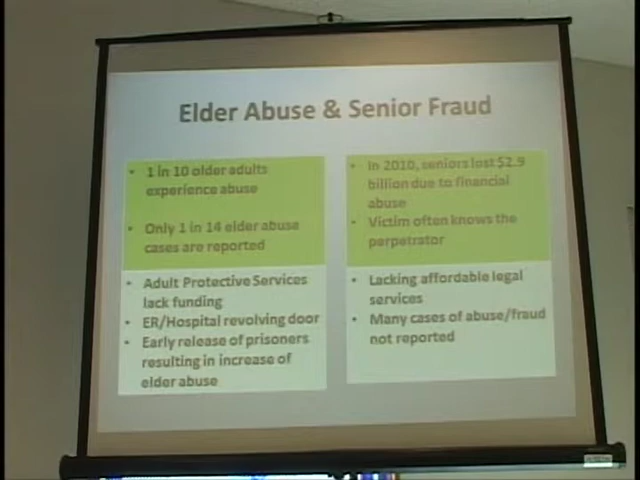 Elder Abuse & Senior Fraud
• 1 in 10 older adults
experience abuse
• Only 1 in 14 elder abuse
cases are reported
• Adult Protective Services
lack funding
• ER/Hospital revolving door
• Early release of prisoners
resulting in increase of
elder abuse
• In 2010, seniors lost $2.9
billion due to financial
abuse
• Victim often knows the
perpetrator
• Lacking affordable legal
services
• Many cases of abuse/fraud
not reported